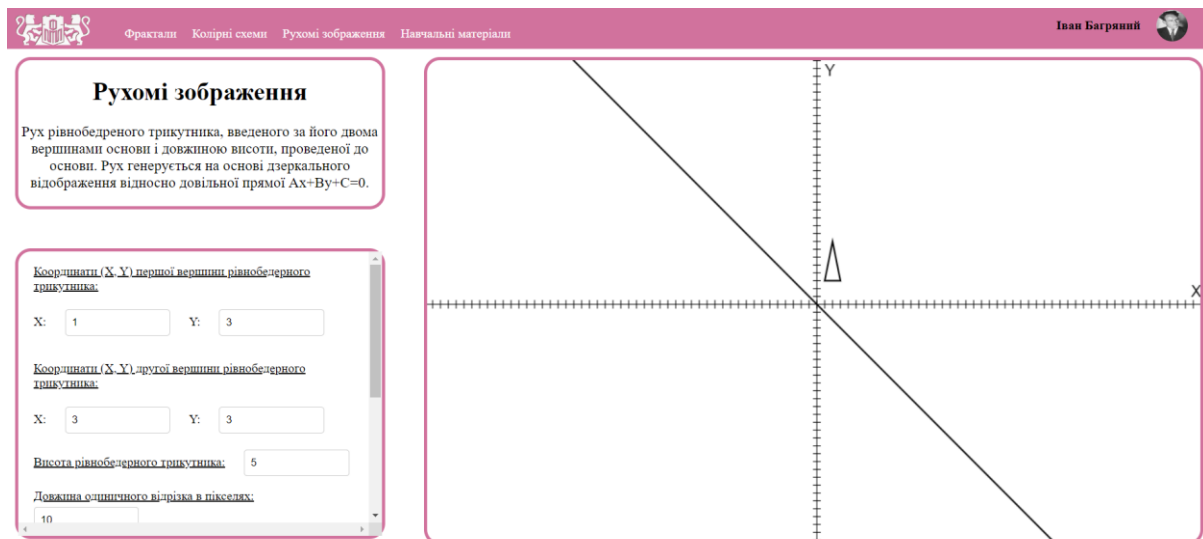 Фрактали Колірні схеми Рухомі зображення Навчальні матеріали
Іван Багряний
Рухомі зображення
Рух рівнобедреного трикутника, введеного за його двома
вершинами основи і довжиною висоти, проведеної до
основи. Рух генерується на основі дзеркального
відображення відносно довільної прямої Ax+By+C=0.
Координати (X, Y) першої вершини рівнобедерного
трикутника:
X: 1 Y: 3
Координати (X, Y) другої вершини рівнобедерного
трикутника:
X: 3 Y: 3
Висота рівнобедерного трикутника: 5
Довжина одиничного відрізка в пікселях:
10
Y
X